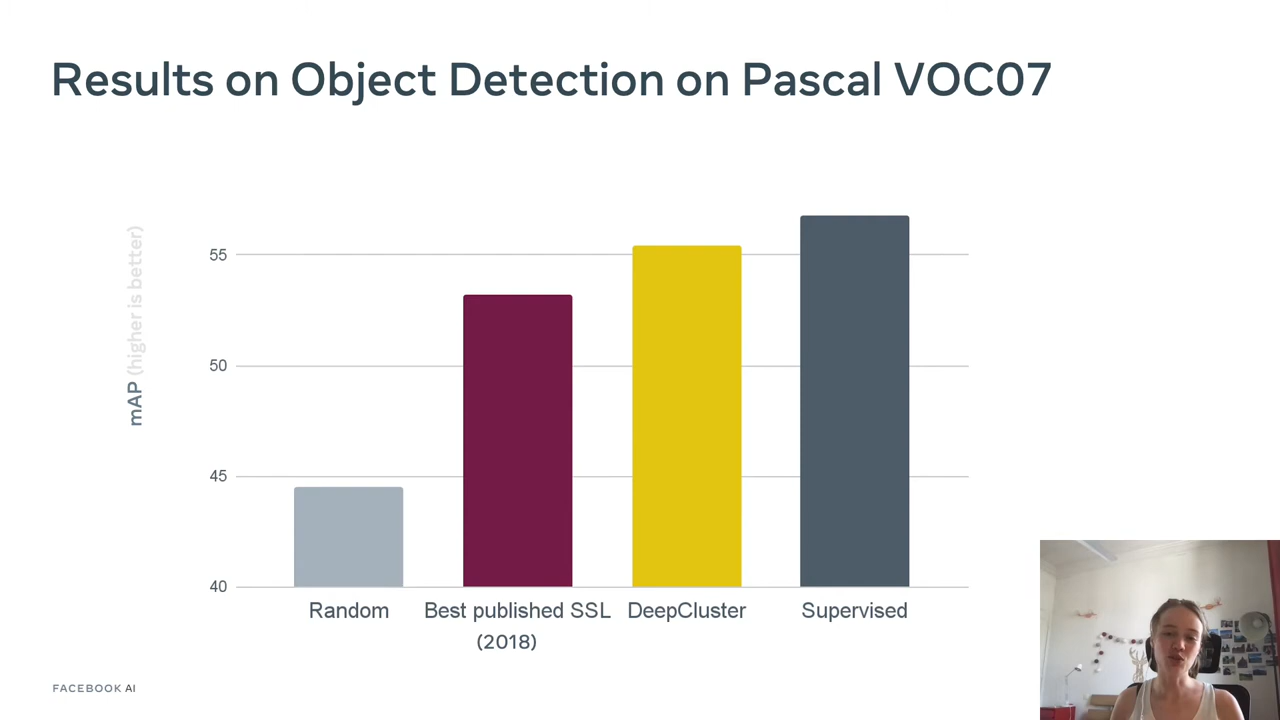 Results on Object Detection on Pascal VOC07
mAP (higher is better)
55
50
45
40
Random
Best published SSL
(2018)
DeepCluster
Supervised
FACEBOOK AI